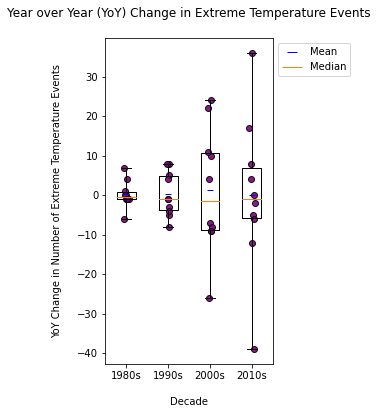 Year over Year (YoY) Change in Extreme Temperature Events
Mean
Median
YoY Change in Number of Extreme Temperature Events
30
20
10
0
−10
−20
−30
−40
1980s 1990s 2000s 2010s
Decade